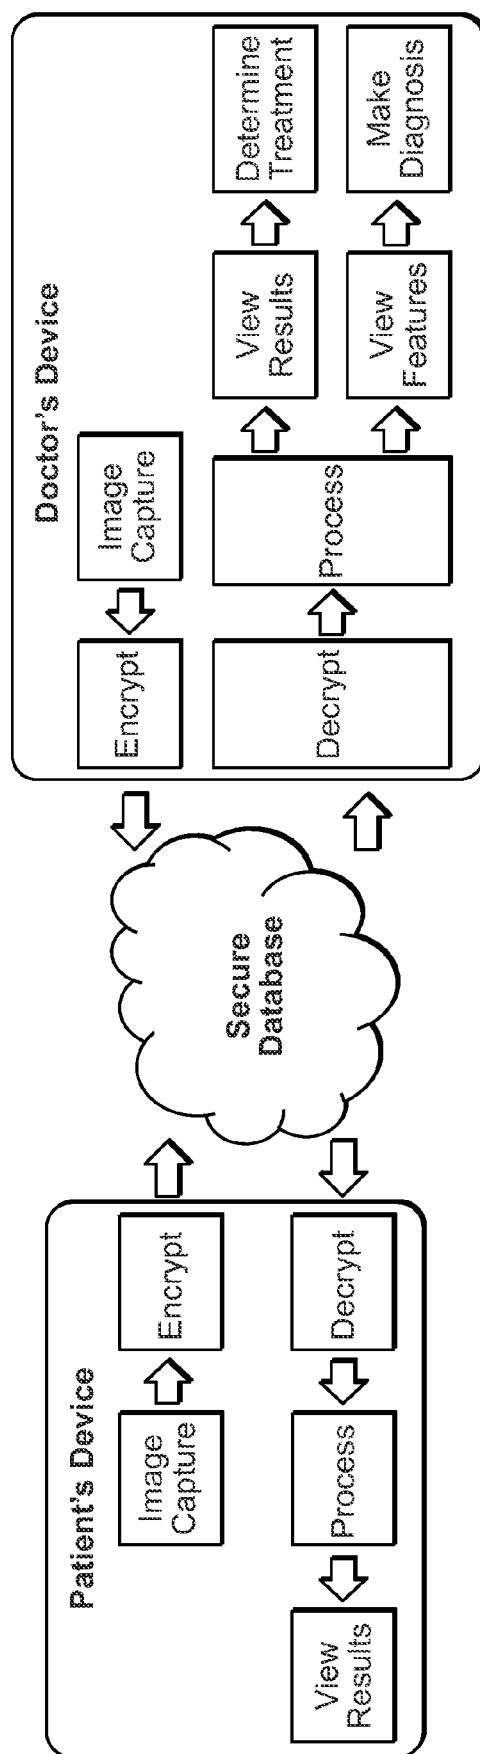 Patient's Device
Image
Capture
Encrypt
View
Results
Process
Decrypt
Secure
Database
Doctor's Device
Encrypt
Image
Capture
Decrypt
Process
View
Results
Determine
Treatment
View
Features
Make
Diagnosis